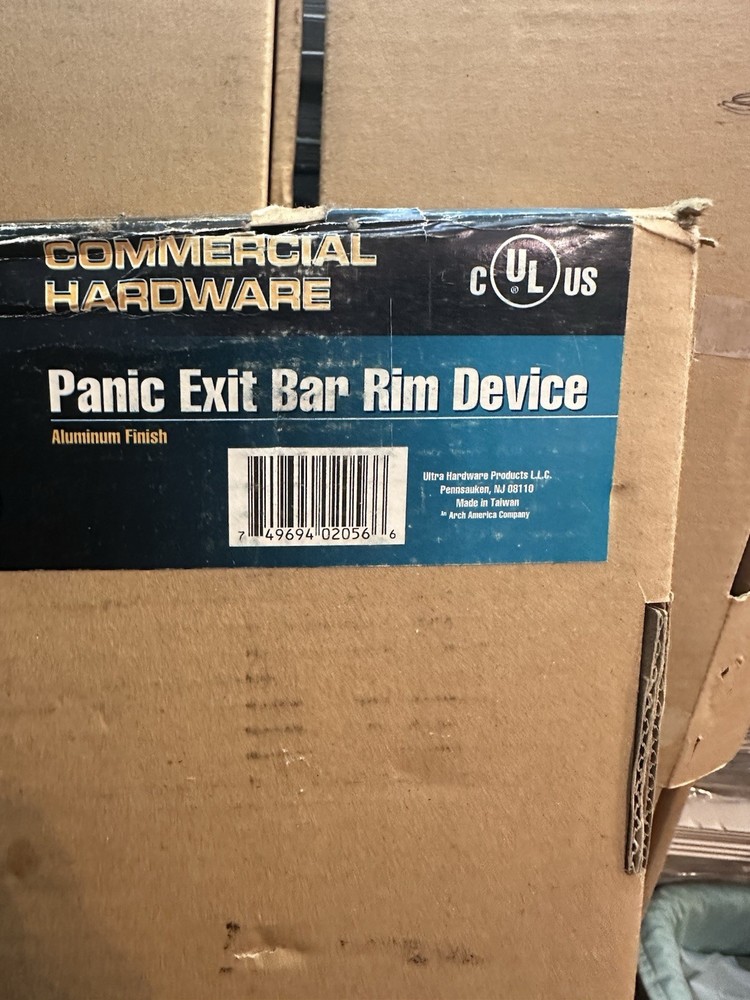 COMMERCIAL
HARDWARE
C UL® US
Panic Exit Bar Rim Device
Aluminum Finish
Ultra Hardware Products L.L.C.
Pennsauken, NJ 08110
Made in Taiwan
An Arch America Company
7 49694 02056 6